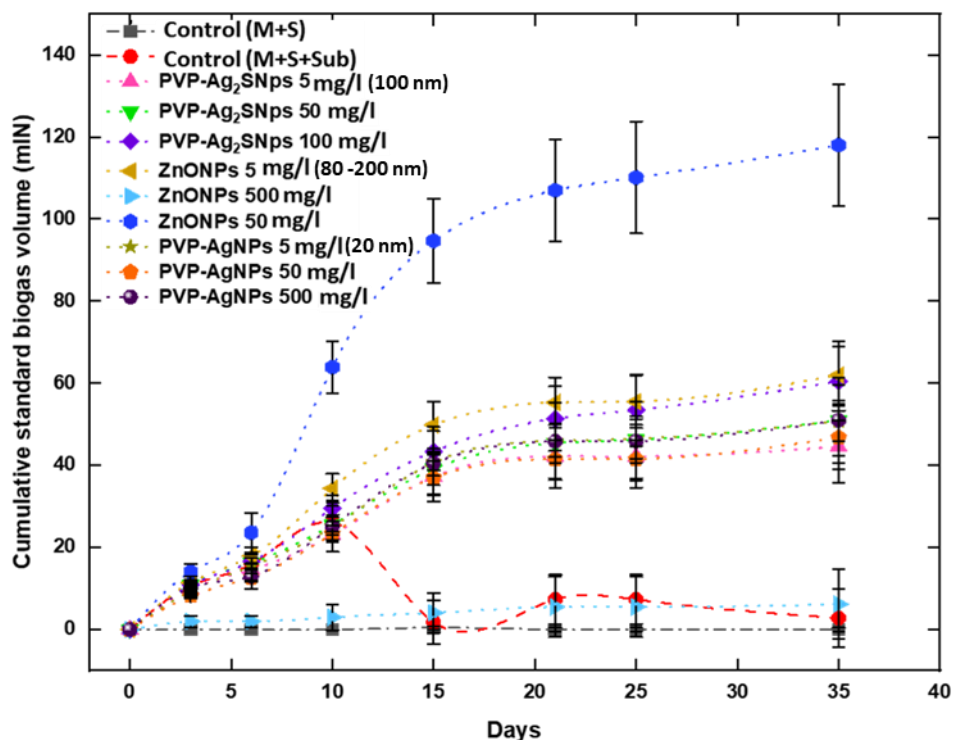 Control (M+S)
Control (M+S+Sub)
PVP-Ag₂SNps 5 mg/l (100 nm)
PVP-Ag₂SNps 50 mg/l
PVP-Ag₂SNps 100 mg/l
ZnONPs 5 mg/l (80 -200 nm)
ZnONPs 500 mg/l
ZnONPs 50 mg/l
PVP-AgNPs 5 mg/l (20 nm)
PVP-AgNPs 50 mg/l
PVP-AgNPs 500 mg/l
Cumulative standard biogas volume (mlN)
140
120
100
80
60
40
20
0
0 5 10 15 20 25 30 35 40
Days